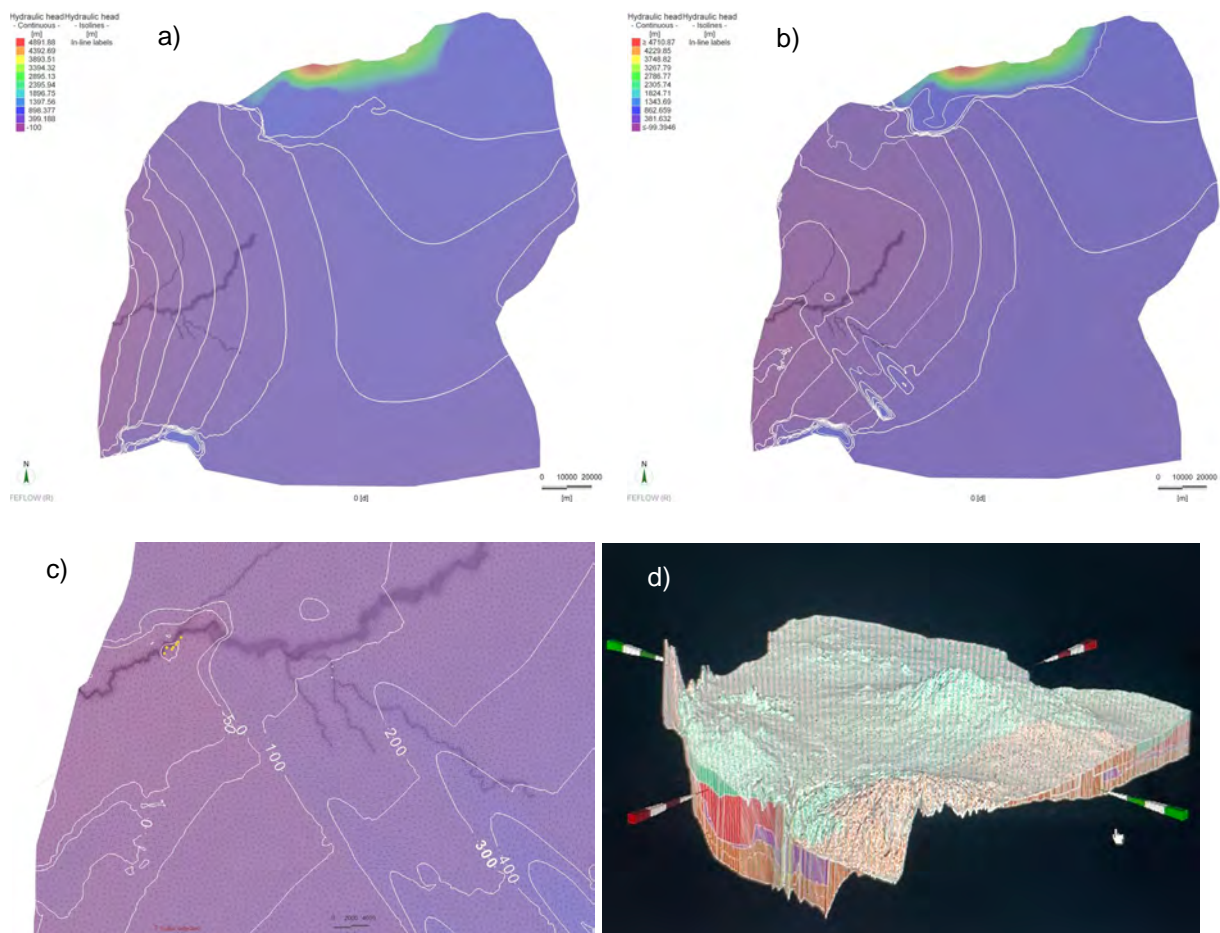 a)
Hydraulic head Hydraulic head
- Continuous - - Isolines -
[m] [m]
4891.88 In-line labels
4392.69
3893.51
3394.32
2895.13
2395.94
1896.75
1397.56
898.377
399.188
-100
N
FEFLOW (R)
0 [d]
0 10000 20000
[m]
b)
Hydraulic head Hydraulic head
- Continuous - - Isolines -
[m] [m]
≥ 4710.87 In-line labels
4229.85
3748.82
3267.79
2786.77
2305.74
1824.71
1343.69
862.659
381.632
≤-99.3946
N
FEFLOW (R)
0 [d]
0 10000 20000
[m]
c)
50
100
200
300
400
0
d)